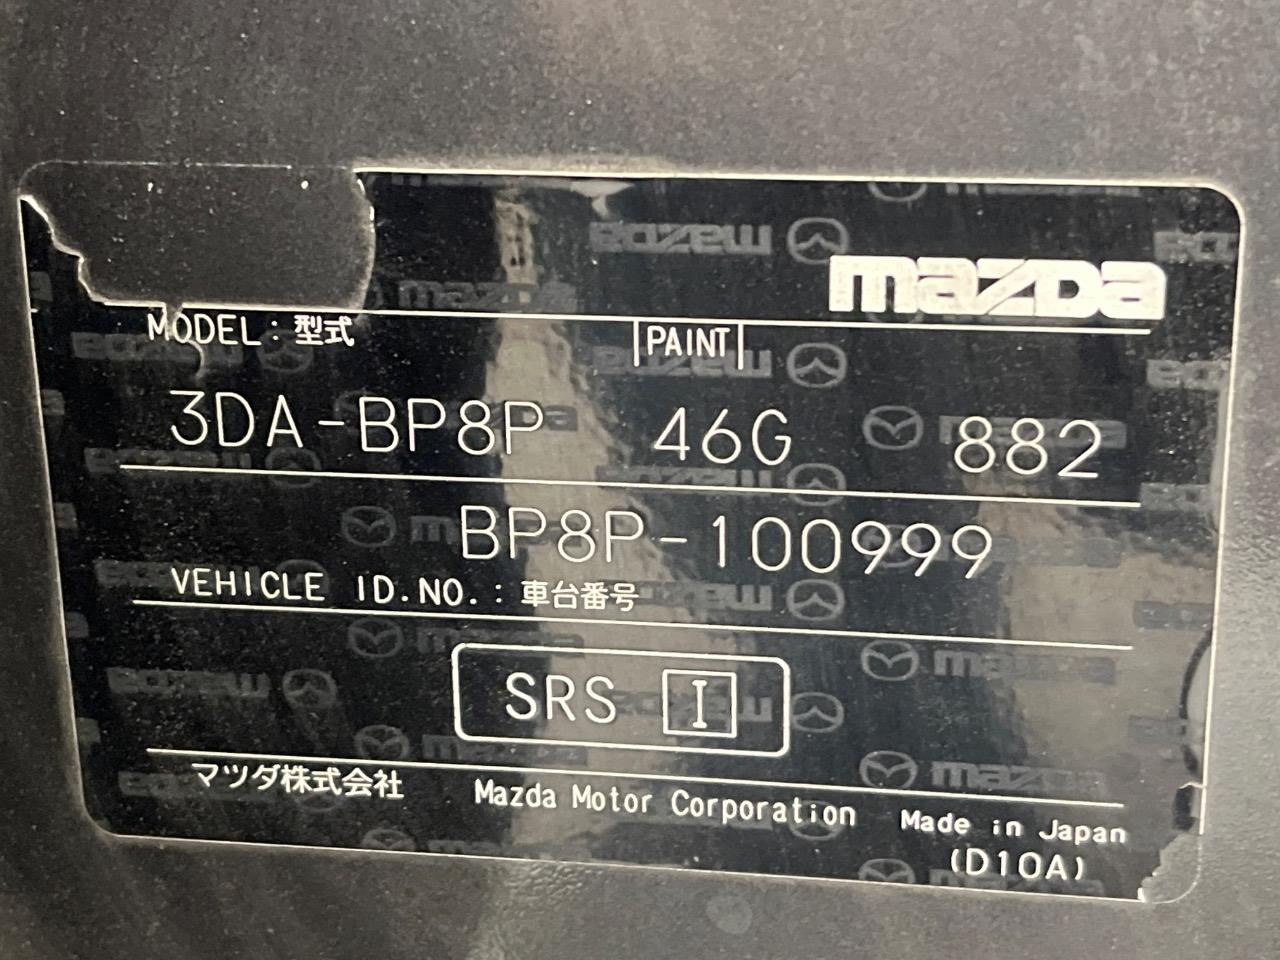 mazda
MODEL：型式 PAINT
3DA-BP8P 46G 882
BP8P-100999
VEHICLE ID.NO.：車台番号
SRS I
マツダ株式会社 Mazda Motor Corporation Made in Japan
(D10A)